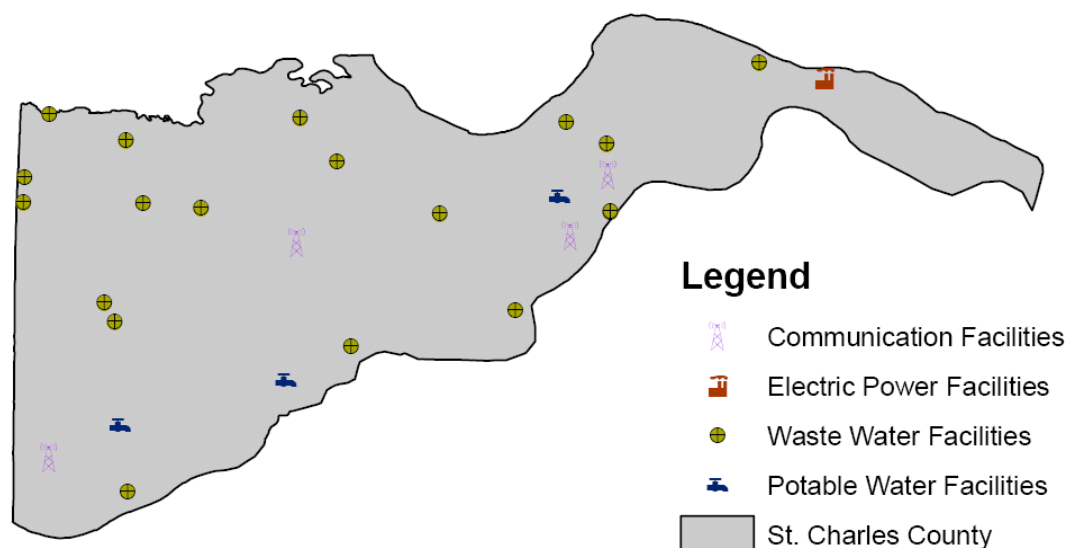 Legend
Communication Facilities
Electric Power Facilities
Waste Water Facilities
Potable Water Facilities
St. Charles County